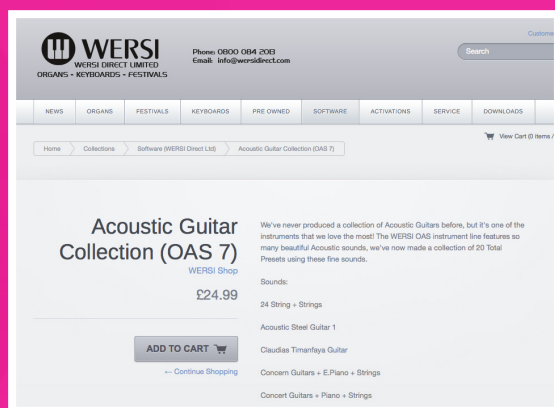 WERSI
WERSI DIRECT LIMITED
ORGANS - KEYBOARDS - FESTIVALS
Phone: 0800 084 2013
Email: info@wersidirect.com
Custome
Search
NEWS ORGANS FESTIVALS KEYBOARDS PRE OWNED SOFTWARE ACTIVATIONS SERVICE DOWNLOADS
View Cart (0 items /
Home Collections Software (WERSI Direct Ltd) Acoustic Guitar Collection (OAS 7)
Acoustic Guitar
Collection (OAS 7)
WERSI Shop
£24.99
ADD TO CART
← Continue Shopping
We've never produced a collection of Acoustic Guitars before, but it's one of the
instruments that we love the most! The WERSI OAS instrument line features so
many beautiful Acoustic sounds, we've now made a collection of 20 Total
Presets using these fine sounds.
Sounds:
24 String + Strings
Acoustic Steel Guitar 1
Claudias Timanfaya Guitar
Concern Guitars + E.Piano + Strings
Concert Guitars + Piano + Strings